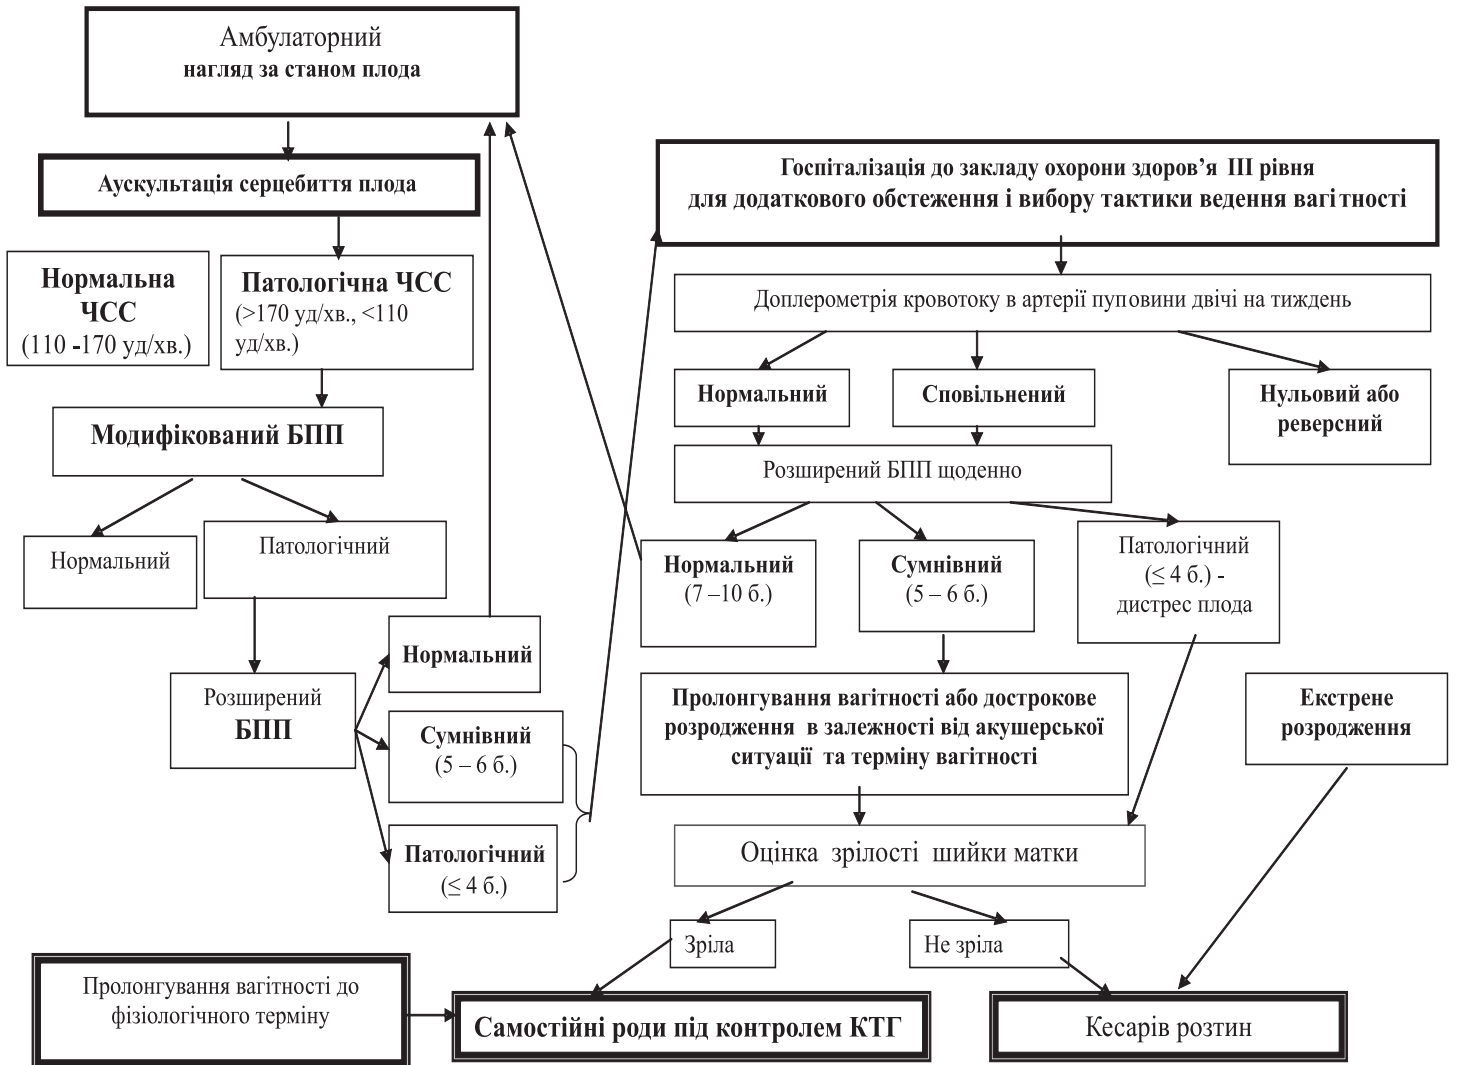 Амбулаторний
нагляд за станом плода
Аускультація серцебиття плода
Нормальна
ЧСС
(110 -170 уд/хв.)
Патологічна ЧСС
(>170 уд/хв., <110
уд/хв.)
Модифікований БПП
Нормальний
Патологічний
Розширений
БПП
Нормальний
Сумнівний
(5 – 6 б.)
Патологічний
(≤ 4 б.)
Госпіталізація до закладу охорони здоров’я ІІІ рівня
для додаткового обстеження і вибору тактики ведення вагітності
Доплерометрія кровотоку в артерії пуповини двічі на тиждень
Нормальний
Сповільнений
Нульовий або
реверсний
Розширений БПП щоденно
Нормальний
(7 –10 б.)
Сумнівний
(5 – 6 б.)
Патологічний
(≤ 4 б.) -
дистрес плода
Пролонгування вагітності або дострокове
розродження в залежності від акушерської
ситуації та терміну вагітності
Екстрене
розродження
Оцінка зрілості шийки матки
Зріла
Не зріла
Пролонгування вагітності до
фізіологічного терміну
Самостійні роди під контролем КТГ
Кесарів розтин